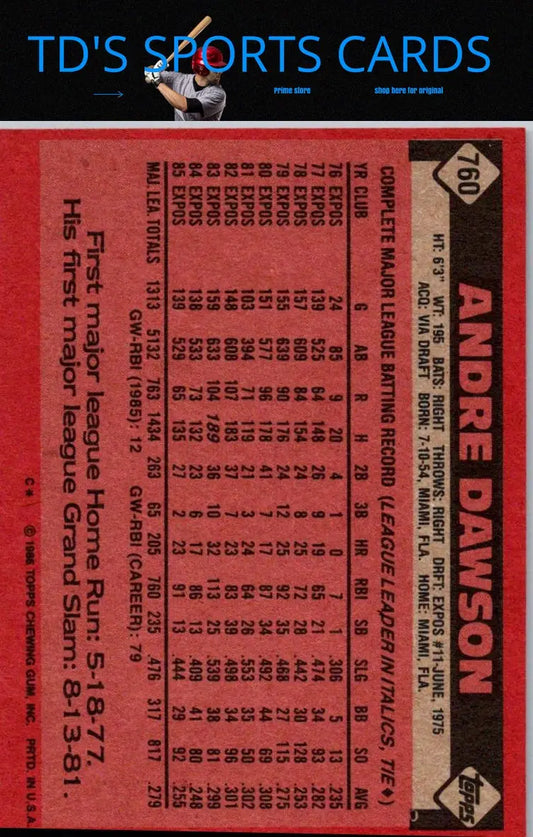 TD'S SPORTS CARDS
Prime store
shop here for original
760
ANDRE DAWSON
Topps
HT: 6'3" WT: 195 BATS: RIGHT THROWS: RIGHT DRFT: EXPOS #11-JUNE, 1975
ACQ: VIA DRAFT BORN: 7-10-54, MIAMI, FLA. HOME: MIAMI, FLA.
COMPLETE MAJOR LEAGUE BATTING RECORD (LEAGUE LEADER IN ITALICS, TIE♦)
YR CLUB G AB R H 2B 3B HR RBI SB SLG BB SO AVG
76 EXPOS 24 85 9 20 4 1 0 7 1 .306 5 13 .235
77 EXPOS 139 525 64 148 26 9 19 65 21 .474 34 93 .282
78 EXPOS 157 609 84 154 24 8 25 72 28 .442 30 128 .253
79 EXPOS 155 639 90 176 24 12 25 92 35 .468 27 115 .275
80 EXPOS 151 577 96 178 41 7 17 87 34 .492 44 69 .308
81 EXPOS 103 394 71 119 21 3 24 64 26 .553 35 50 .302
82 EXPOS 148 608 107 183 37 7 23 83 39 .498 34 96 .301
83 EXPOS 159 633 104 189 36 10 32 113 25 .539 38 81 .299
84 EXPOS 138 533 73 132 23 6 17 86 13 .409 41 80 .248
85 EXPOS 139 529 65 135 27 2 23 91 13 .444 29 92 .255
MAJ. LEA. TOTALS 1313 5132 763 1434 263 65 205 760 235 .476 317 817 .279
GW-RBI (1985): 12 GW-RBI (CAREER): 79
First major league Home Run: 5-18-77.
His first major league Grand Slam: 8-13-81.
C* © 1986 TOPPS CHEWING GUM, INC. PRTD. IN U.S.A.